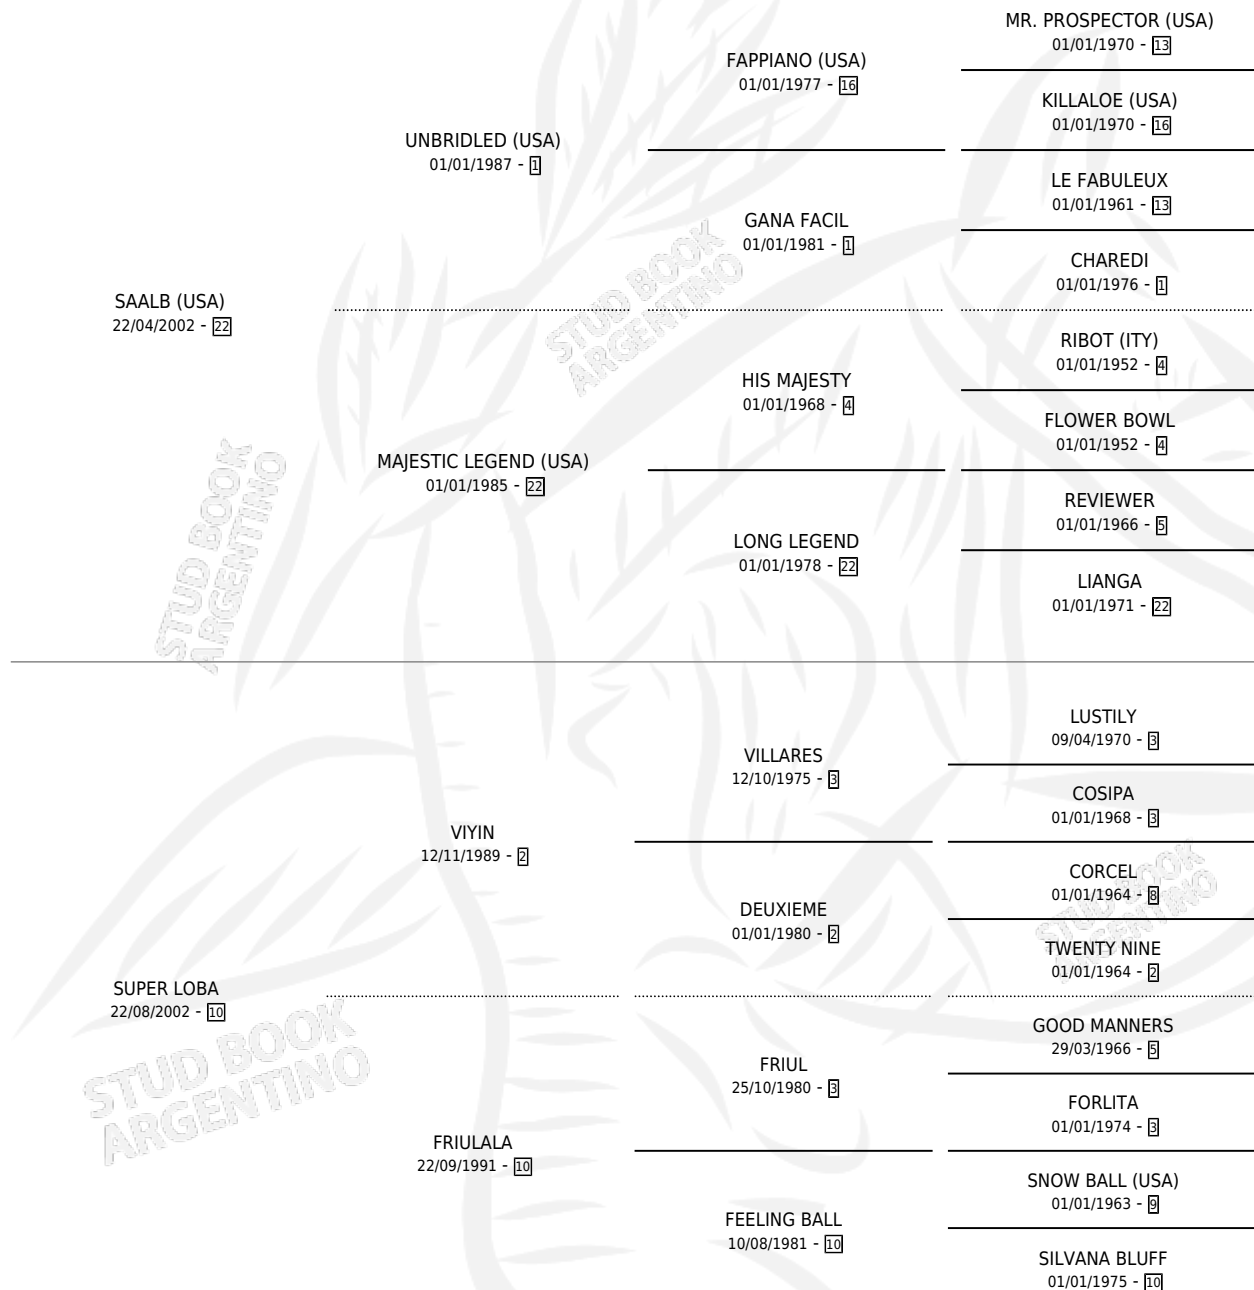 MR. PROSPECTOR (USA)
01/01/1970 - 13
FAPPIANO (USA)
01/01/1977 - 16
KILLALOE (USA)
01/01/1970 - 16
UNBRIDLED (USA)
01/01/1987 - 1
LE FABULEUX
01/01/1961 - 13
GANA FACIL
01/01/1981 - 1
CHAREDI
01/01/1976 - 1
SAALB (USA)
22/04/2002 - 22
RIBOT (ITY)
01/01/1952 - 4
HIS MAJESTY
01/01/1968 - 4
FLOWER BOWL
01/01/1952 - 4
MAJESTIC LEGEND (USA)
01/01/1985 - 22
REVIEWER
01/01/1966 - 5
LONG LEGEND
01/01/1978 - 22
LIANGA
01/01/1971 - 22
LUSTILY
09/04/1970 - 3
VILLARES
12/10/1975 - 3
COSIPA
01/01/1968 - 3
VIYIN
12/11/1989 - 2
CORCEL
01/01/1964 - 8
DEUXIEME
01/01/1980 - 2
TWENTY NINE
01/01/1964 - 2
SUPER LOBA
22/08/2002 - 10
GOOD MANNERS
29/03/1966 - 5
FRIUL
25/10/1980 - 3
FORLITA
01/01/1974 - 3
FRIULALA
22/09/1991 - 10
SNOW BALL (USA)
01/01/1963 - 9
FEELING BALL
10/08/1981 - 10
SILVANA BLUFF
01/01/1975 - 10
STUD BOOK
ARGENTINO
STUD BOOK
ARGENTINO
STUD BOOK
ARGENTINO
STUD BOOK
ARGENTINO